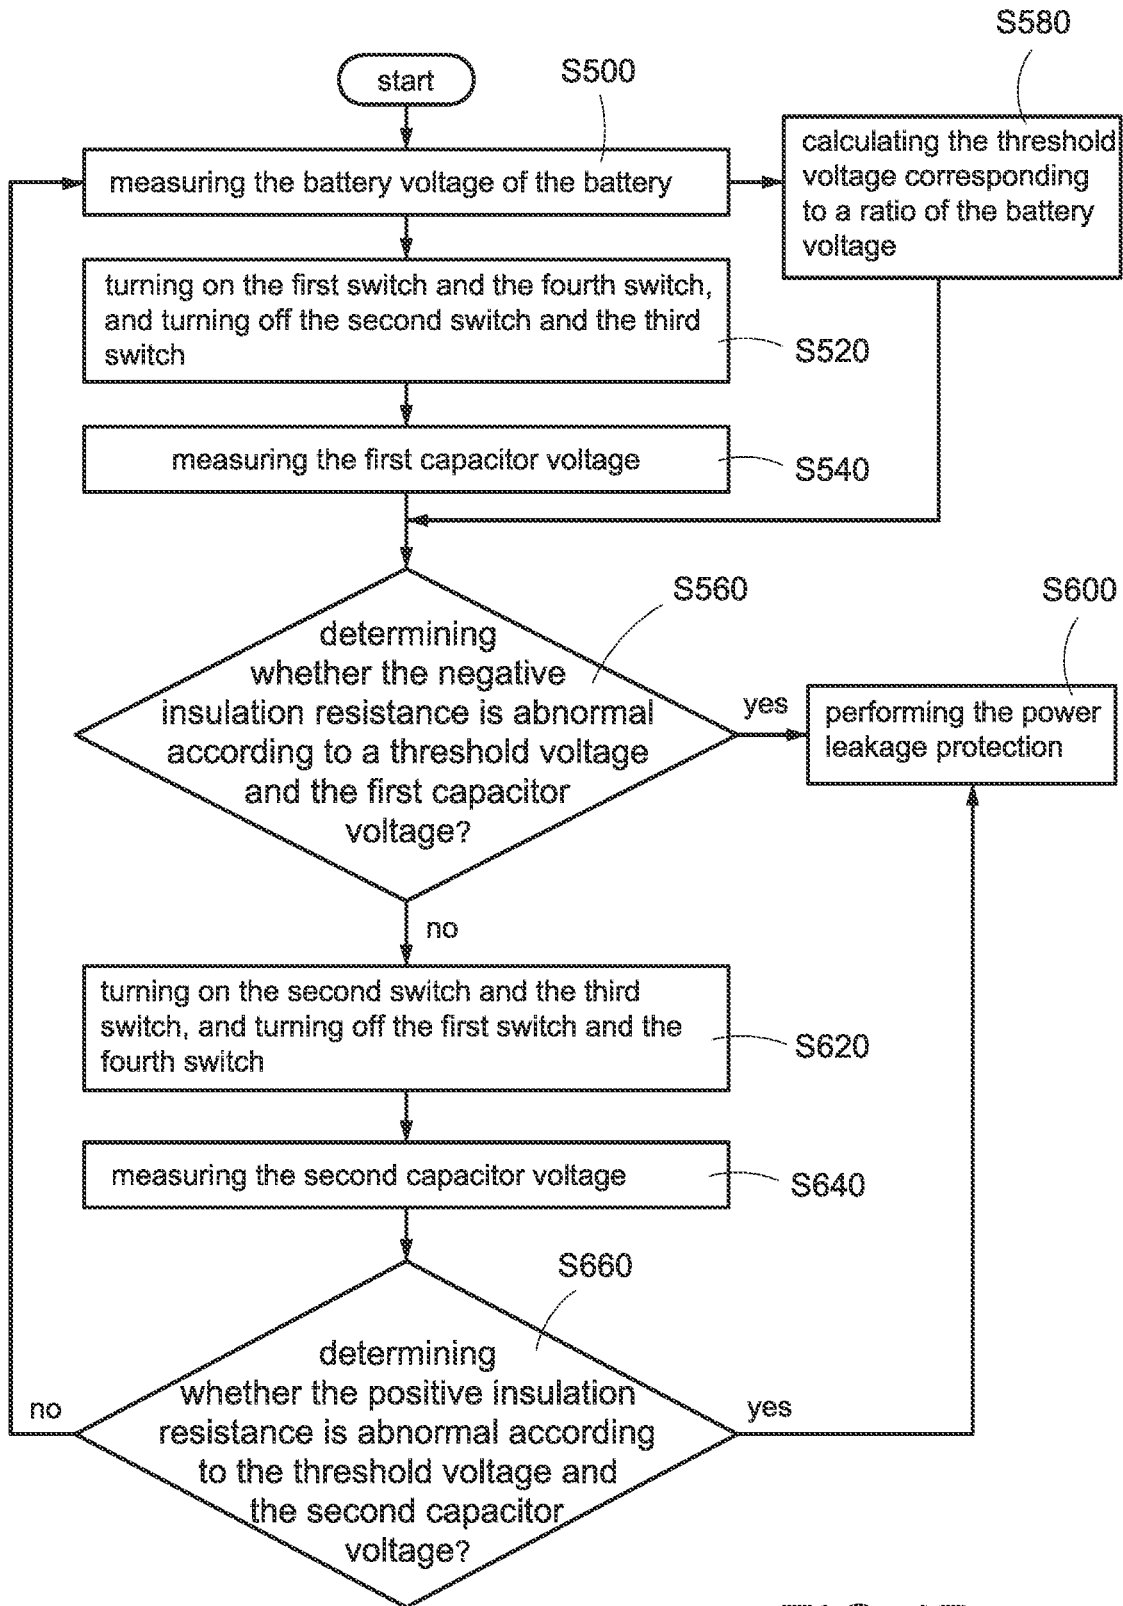 start
S500
measuring the battery voltage of the battery
S580
calculating the threshold
voltage corresponding
to a ratio of the battery
voltage
turning on the first switch and the fourth switch,
and turning off the second switch and the third
switch
S520
measuring the first capacitor voltage
S540
S560
determining
whether the negative
insulation resistance is abnormal
according to a threshold voltage
and the first capacitor
voltage?
yes
S600
performing the power
leakage protection
no
turning on the second switch and the third
switch, and turning off the first switch and the
fourth switch
S620
measuring the second capacitor voltage
S640
S660
determining
whether the positive insulation
resistance is abnormal according
to the threshold voltage and
the second capacitor
voltage?
no
yes